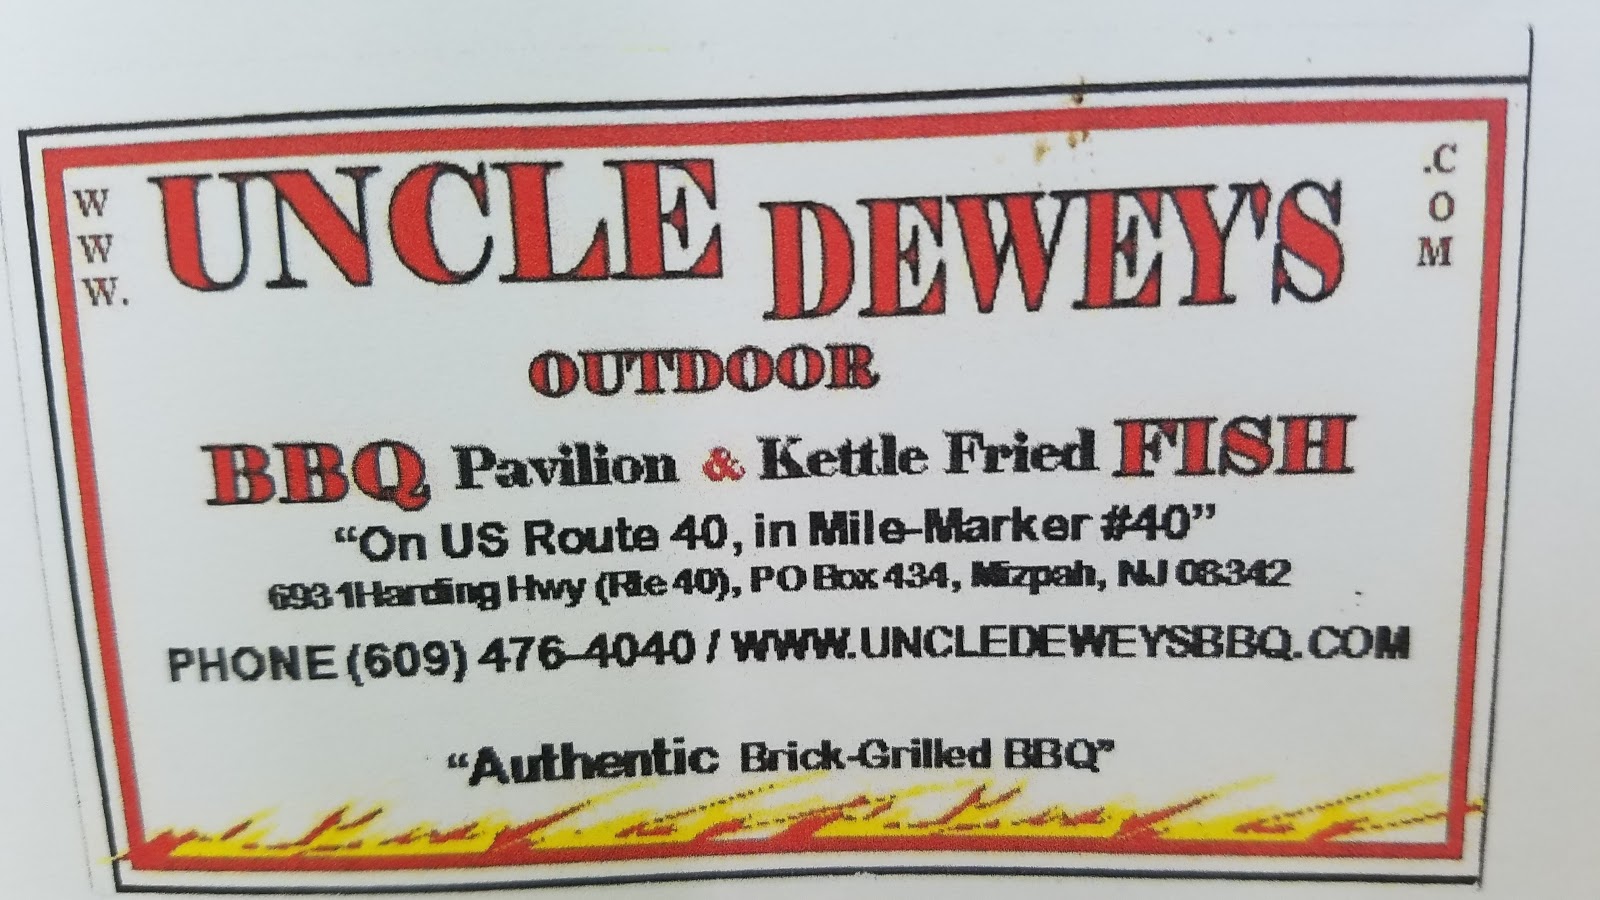 WWW.
UNCLE DEWEY'S
.COM
OUTDOOR
BBQ Pavilion & Kettle Fried FISH
“On US Route 40, in Mile-Marker #40”
6931 Harding Hwy (Rte 40), PO Box 434, Mizpah, NJ 08342
PHONE (609) 476-4040 / WWW.UNCLEDEWEYSBBQ.COM
“Authentic Brick-Grilled BBQ”